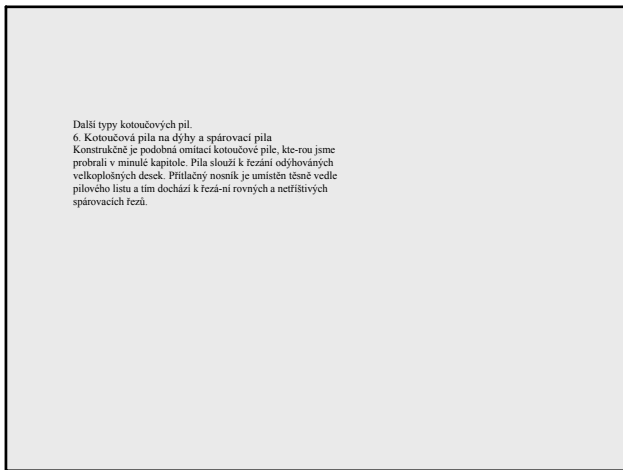 Další typy kotoučových pil.
6. Kotoučová pila na dýhy a spárovací pila
Konstrukčně je podobná omítací kotoučové pile, kte-rou jsme
probrali v minulé kapitole. Pila slouží k řezání odýhovaných
velkoplošných desek. Přítlačný nosník je umístěn těsně vedle
pilového listu a tím dochází k řezá-ní rovných a netříštivých
spárovacích řezů.